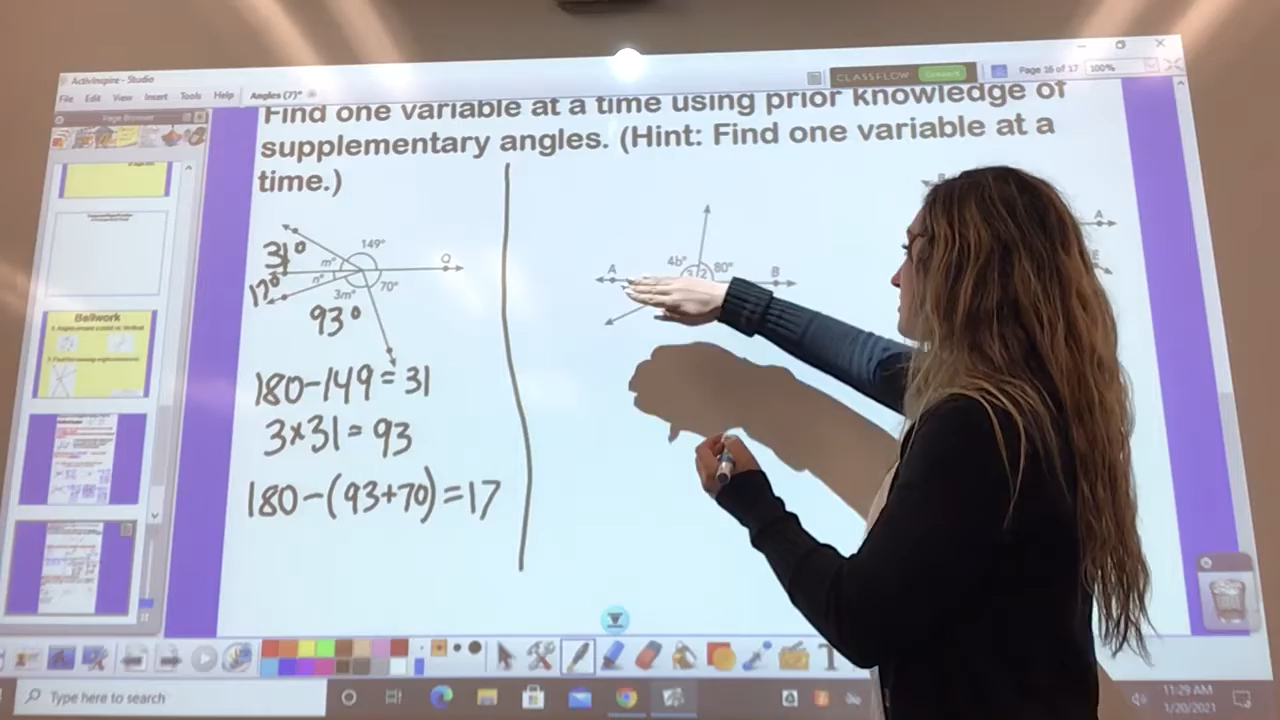 ActivInspire - Studio
CLASSFLOW Connect
Page 16 of 17 100%
File Edit View Insert Tools Help Angles (7)*
Page Browser
Find one variable at a time using prior knowledge of
supplementary angles. (Hint: Find one variable at a
time.)
149°
31°
m°
Q
n°
17°
3m°
70°
93°
180-149=31
3×31=93
180-(93+70)=17
4b°
80°
A
2
B
A
E
Bellwork
Type here to search
11:29 AM
1/20/2021